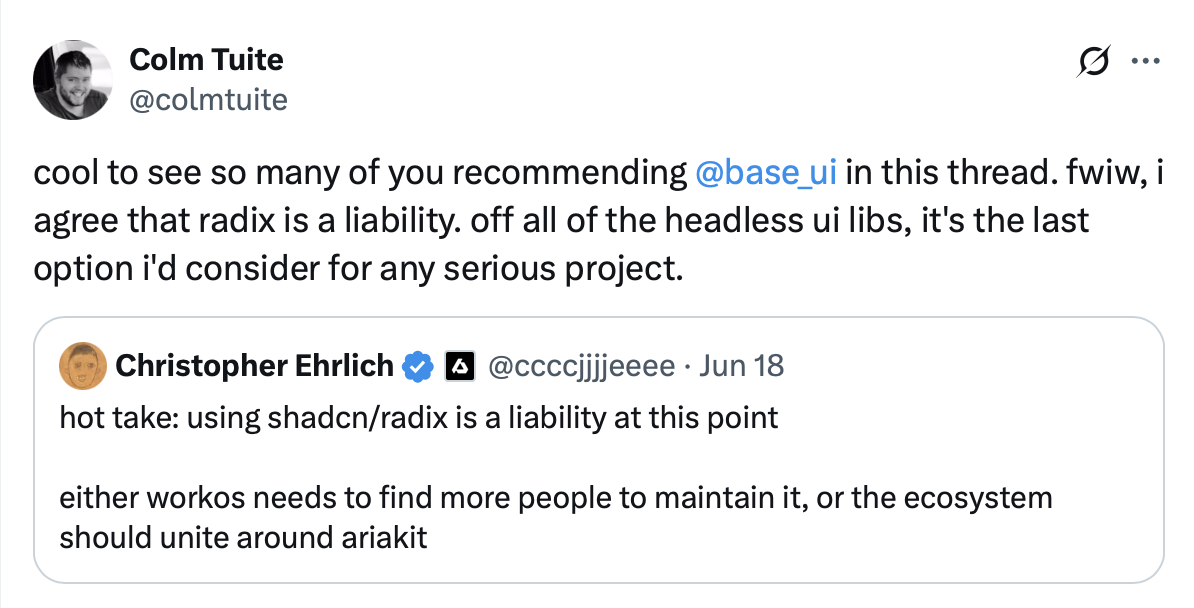 Colm Tuite
@colmtuite
cool to see so many of you recommending @base_ui in this thread. fwiw, i
agree that radix is a liability. off all of the headless ui libs, it's the last
option i'd consider for any serious project.
Christopher Ehrlich @ccccjjjjeeee · Jun 18
hot take: using shadcn/radix is a liability at this point
either workos needs to find more people to maintain it, or the ecosystem
should unite around ariakit